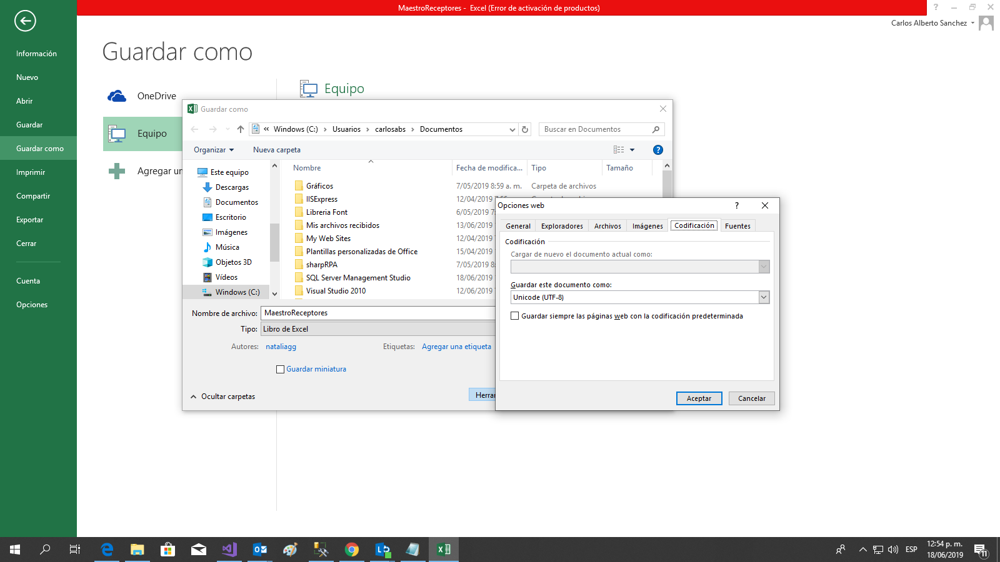 MaestroReceptores - Excel (Error de activación de productos)
?
Carlos Alberto Sanchez
Información
Nuevo
Abrir
Guardar
Guardar como
Imprimir
Compartir
Exportar
Cerrar
Cuenta
Opciones
Guardar como
OneDrive
Equipo
Agregar un
Equipo
Guardar como
« Windows (C:) > Usuarios > carlosabs > Documentos
Buscar en Documentos
Organizar
Nueva carpeta
?
Este equipo
Descargas
Documentos
Escritorio
Imágenes
Música
Objetos 3D
Vídeos
Windows (C:)
Nombre Fecha de modifica... Tipo Tamaño
Gráficos 7/05/2019 8:59 a. m. Carpeta de archivos
IISExpress 12/04/2019
Libreria Font 6/05/2019
Mis archivos recibidos 13/06/2019
My Web Sites 12/04/2019
Plantillas personalizadas de Office 15/04/2019
sharpRPA 7/05/2019
SQL Server Management Studio 18/06/2019
Visual Studio 2010 12/06/2019
Nombre de archivo: MaestroReceptores
Tipo: Libro de Excel
Autores: nataliagg
Etiquetas: Agregar una etiqueta
Guardar miniatura
Ocultar carpetas
Herrar
Opciones web
?
General Exploradores Archivos Imágenes Codificación Fuentes
Codificación
Cargar de nuevo el documento actual como:
Guardar este documento como:
Unicode (UTF-8)
Guardar siempre las páginas web con la codificación predeterminada
Aceptar
Cancelar
ESP
12:54 p. m.
18/06/2019
11